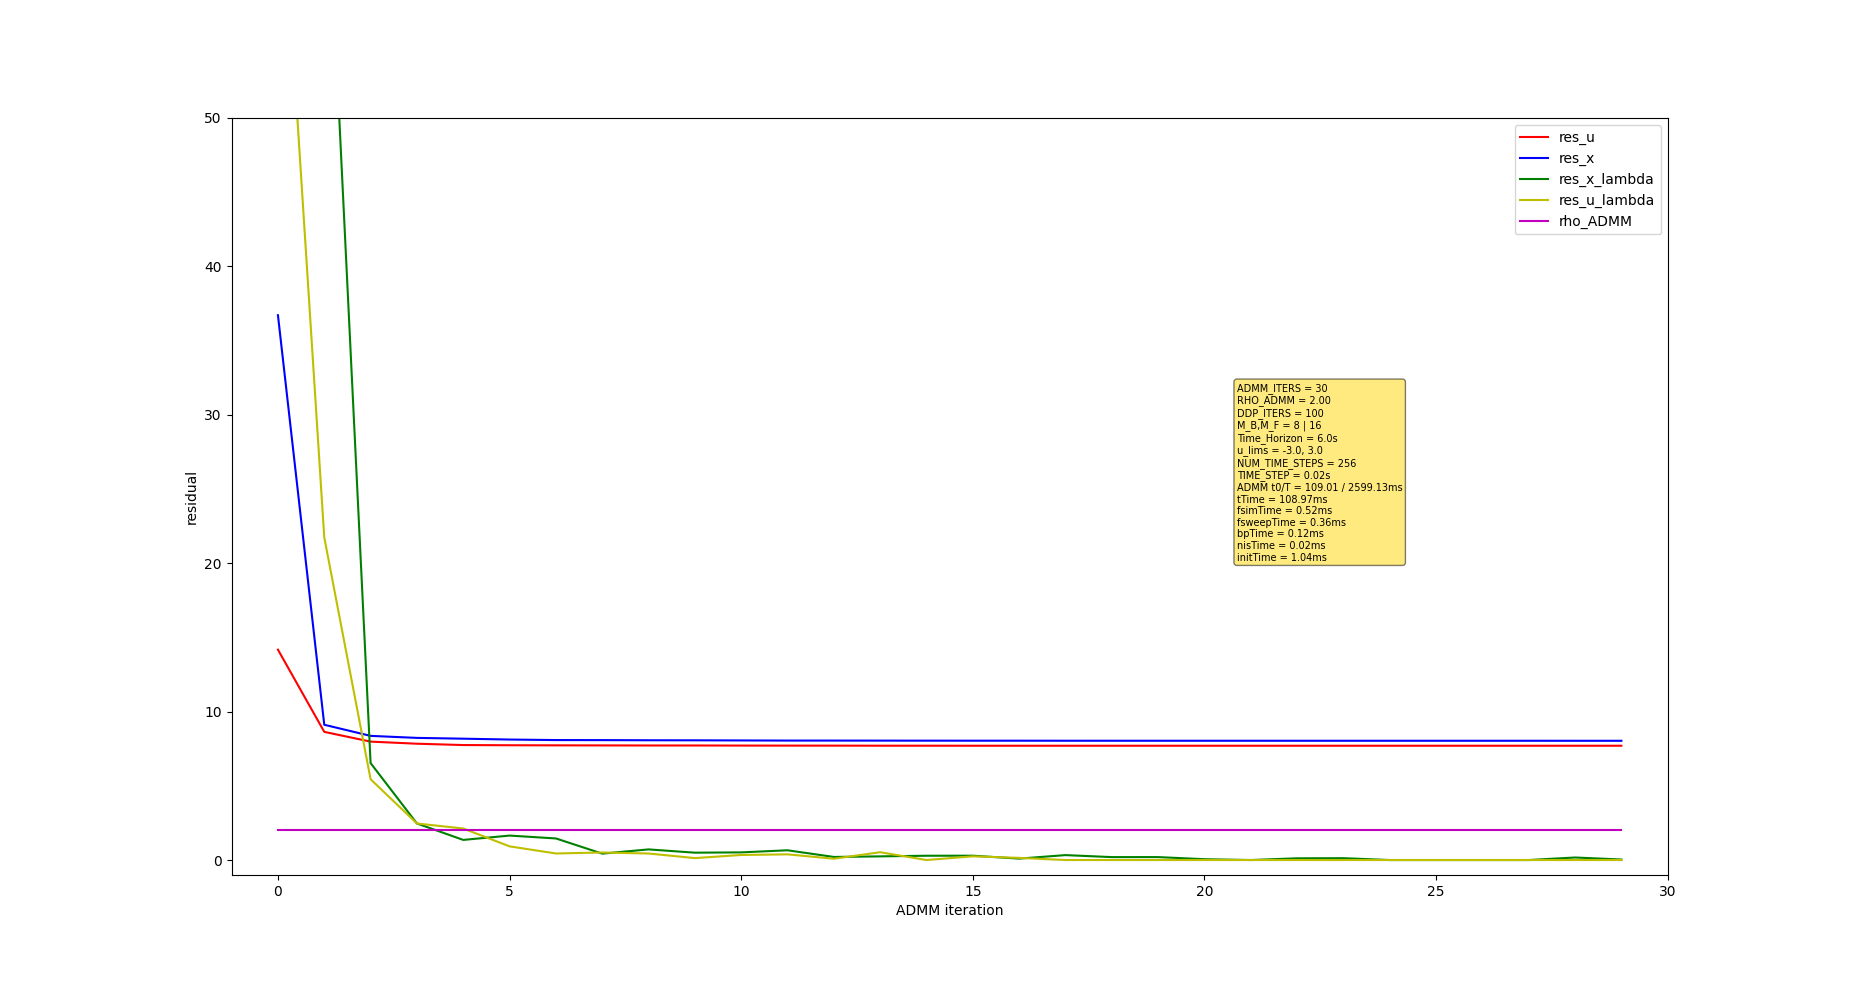 50
40
30
20
10
0
residual
0 5 10 15 20 25 30
ADMM iteration
res_u
res_x
res_x_lambda
res_u_lambda
rho_ADMM
ADMM_ITERS = 30
RHO_ADMM = 2.00
DDP_ITERS = 100
M_B,M_F = 8 | 16
Time_Horizon = 6.0s
u_lims = -3.0, 3.0
NUM_TIME_STEPS = 256
TIME_STEP = 0.02s
ADMM t0/T = 109.01 / 2599.13ms
tTime = 108.97ms
fsimTime = 0.52ms
fsweepTime = 0.36ms
bpTime = 0.12ms
nisTime = 0.02ms
initTime = 1.04ms